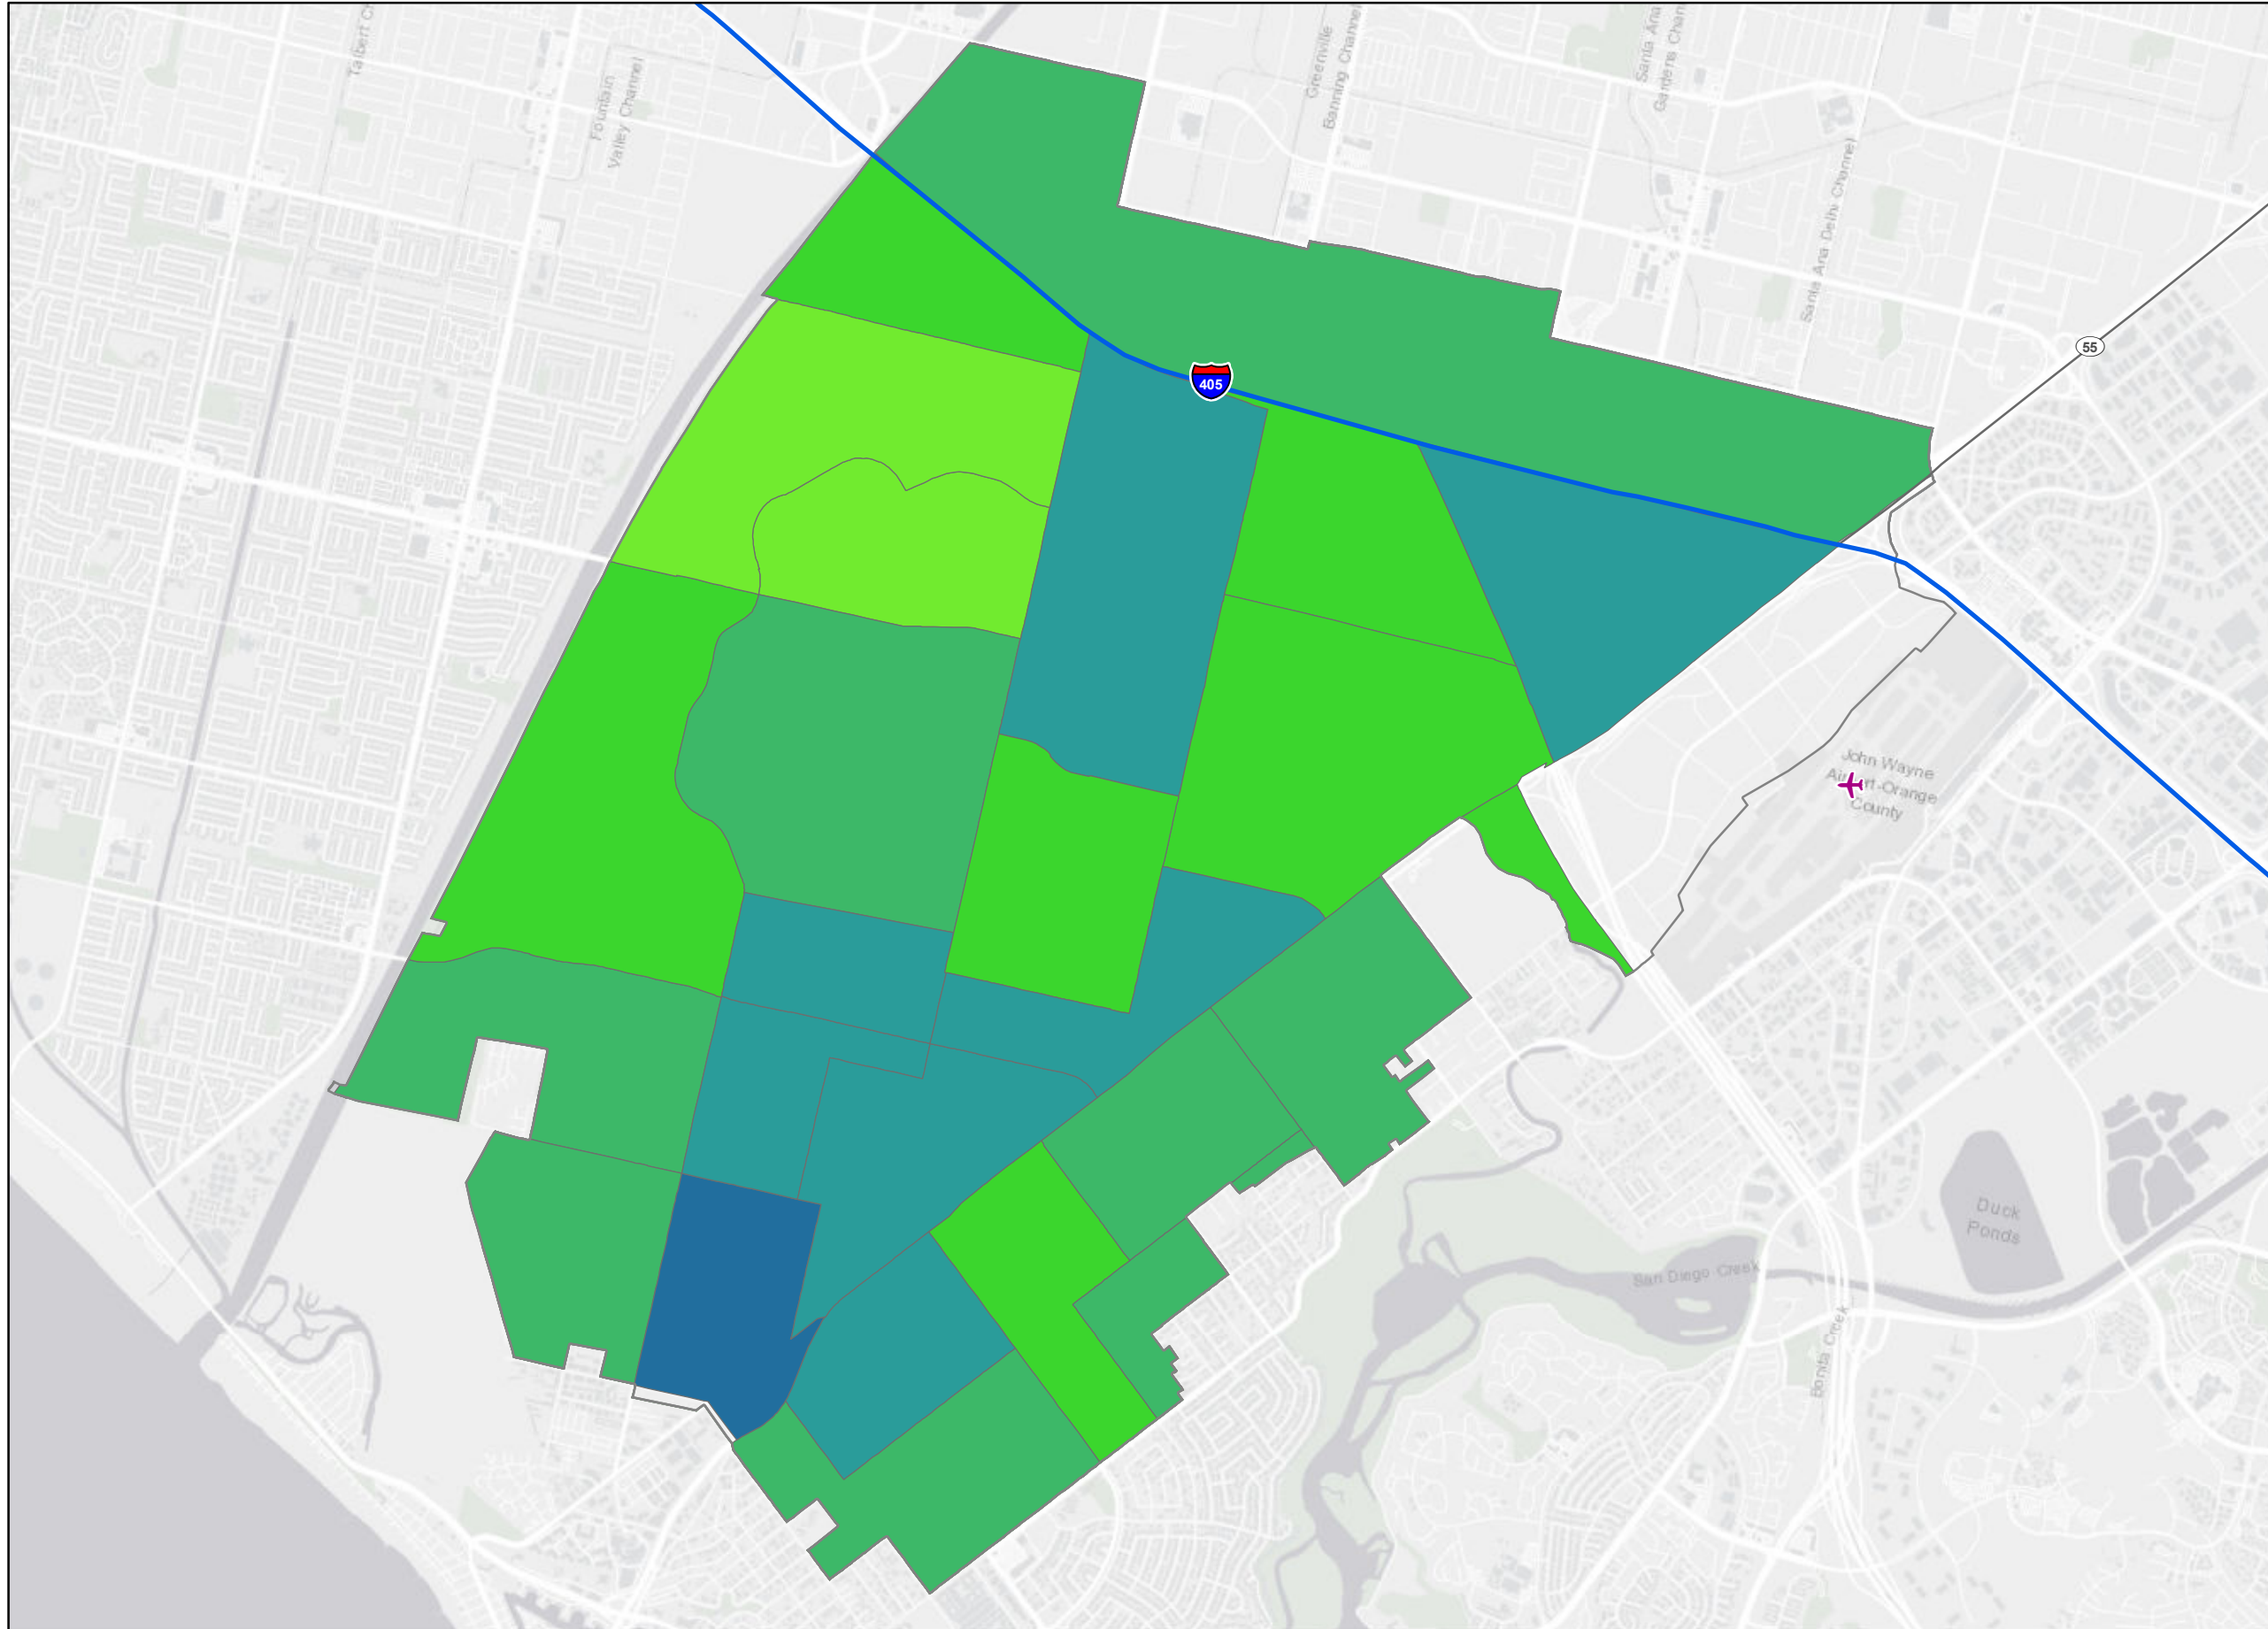 Talbert C
Fountain
Valley Channel
Greenville
Banning Channel
Santa Ana
Gardens Chan
Santa Ana Delhi Channel
55
405
John Wayne
Airport-Orange
County
Duck
Ponds
San Diego Creek
Bonita Creek